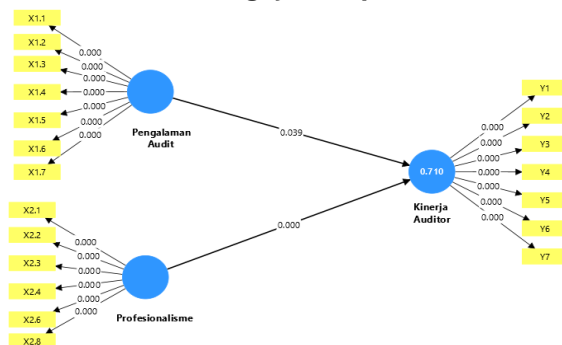 X1.1
X1.2
X1.3
X1.4
X1.5
X1.6
X1.7
0.000
0.000
0.000
0.000
0.000
0.000
0.000
Pengalaman
Audit
0.039
X2.1
X2.2
X2.3
X2.4
X2.6
X2.8
0.000
0.000
0.000
0.000
0.000
0.000
Profesionalisme
0.000
0.710
Kinerja
Auditor
0.000
0.000
0.000
0.000
0.000
0.000
0.000
Y1
Y2
Y3
Y4
Y5
Y6
Y7